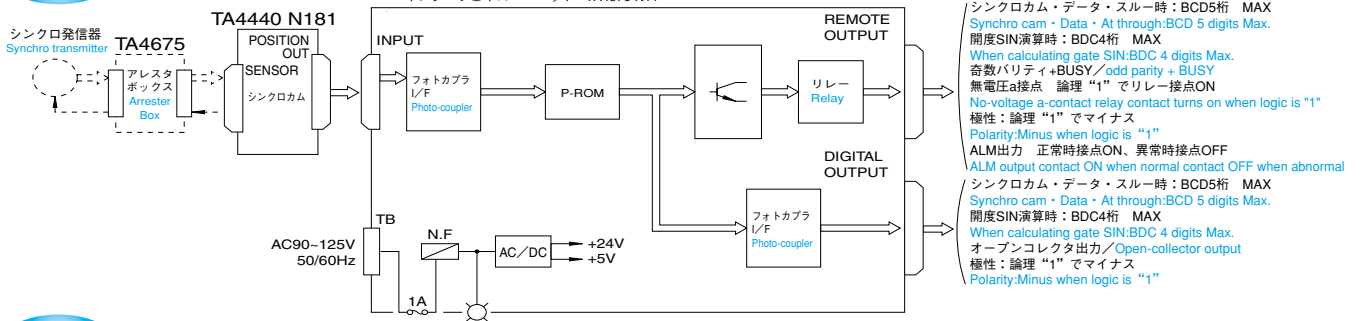 シンクロ発信器
Synchro transmitter
TA4675
アレスタ
ボックス
Arrester
Box
TA4440 N181
POSITION
OUT
SENSOR
シンクロカム
INPUT
フォトカプラ
I/F
Photo-coupler
P-ROM
リレー
Relay
REMOTE
OUTPUT
DIGITAL
OUTPUT
フォトカプラ
I/F
Photo-coupler
TB
AC90~125V
50/60Hz
1A
N.F
AC/DC
+24V
+5V
シンクロカム・データ・スルー時：BCD5桁　MAX
Synchro cam・Data・At through:BCD 5 digits Max.
開度SIN演算時：BDC4桁　MAX
When calculating gate SIN:BDC 4 digits Max.
奇数パリティ+BUSY／odd parity + BUSY
無電圧a接点　論理“1”でリレー接点ON
No-voltage a-contact relay contact turns on when logic is "1"
極性：論理“1”でマイナス
Polarity:Minus when logic is “1”
ALM出力　正常時接点ON、異常時接点OFF
ALM output contact ON when normal contact OFF when abnormal
シンクロカム・データ・スルー時：BCD5桁　MAX
Synchro cam・Data・At through:BCD 5 digits Max.
開度SIN演算時：BDC4桁　MAX
When calculating gate SIN:BDC 4 digits Max.
オープンコレクタ出力／Open-collector output
極性：論理“1”でマイナス
Polarity:Minus when logic is “1”